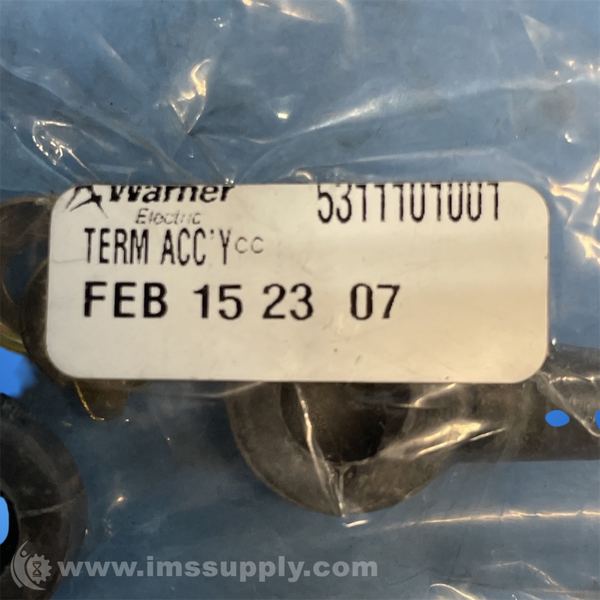 Warner 5311101001
Electric
TERM ACC'Y CC
FEB 15 23 07
www.imssupply.com